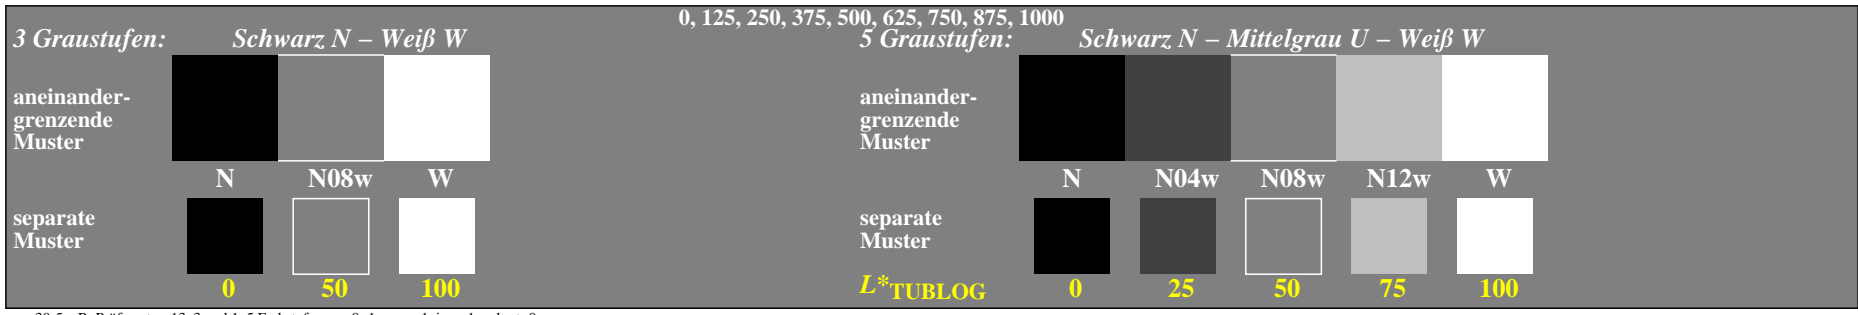 0, 125, 250, 375, 500, 625, 750, 875, 1000
3 Graustufen: Schwarz N – Weiß W
aneinander-
grenzende
Muster
N N08w W
separate
Muster
0 50 100
5 Graustufen: Schwarz N – Mittelgrau U – Weiß W
aneinander-
grenzende
Muster
N N04w N08w N12w W
separate
Muster
L*TUBLOG 0 25 50 75 100